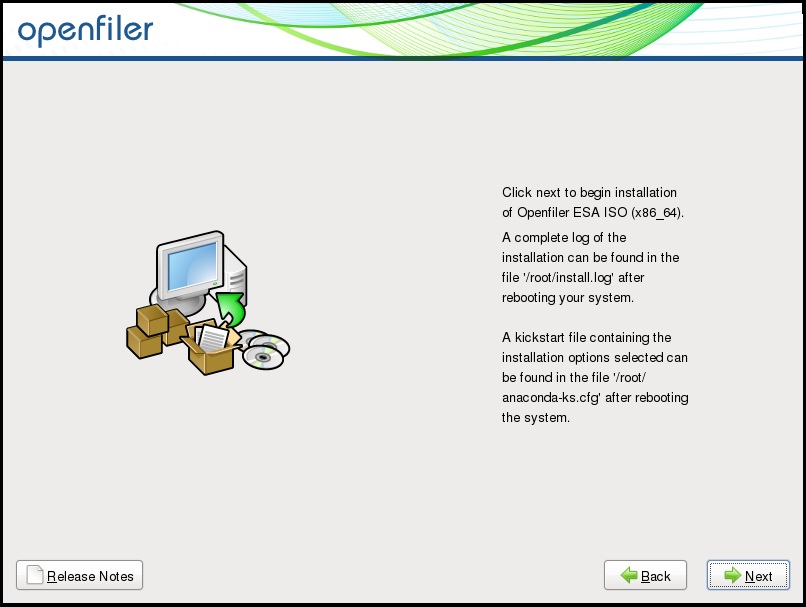 openfiler
Click next to begin installation
of Openfiler ESA ISO (x86_64).
A complete log of the
installation can be found in the
file '/root/install.log' after
rebooting your system.
A kickstart file containing the
installation options selected can
be found in the file '/root/
anaconda-ks.cfg' after rebooting
the system.
Release Notes
Back
Next